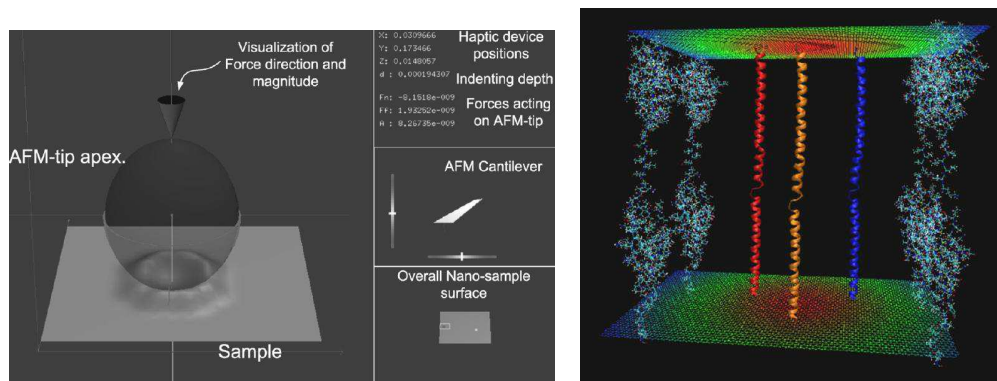 Visualization of
Force direction and
magnitude
AFM-tip apex.
Sample
X: 0.0309666
Y: 0.173466
Z: 0.0148057
d : 0.000194307
Haptic device
positions
Indenting depth
Fn: -8.1518e-009
Ff: 1.93252e-009
A : 8.26735e-009
Forces acting
on AFM-tip
AFM Cantilever
Overall Nano-sample
surface